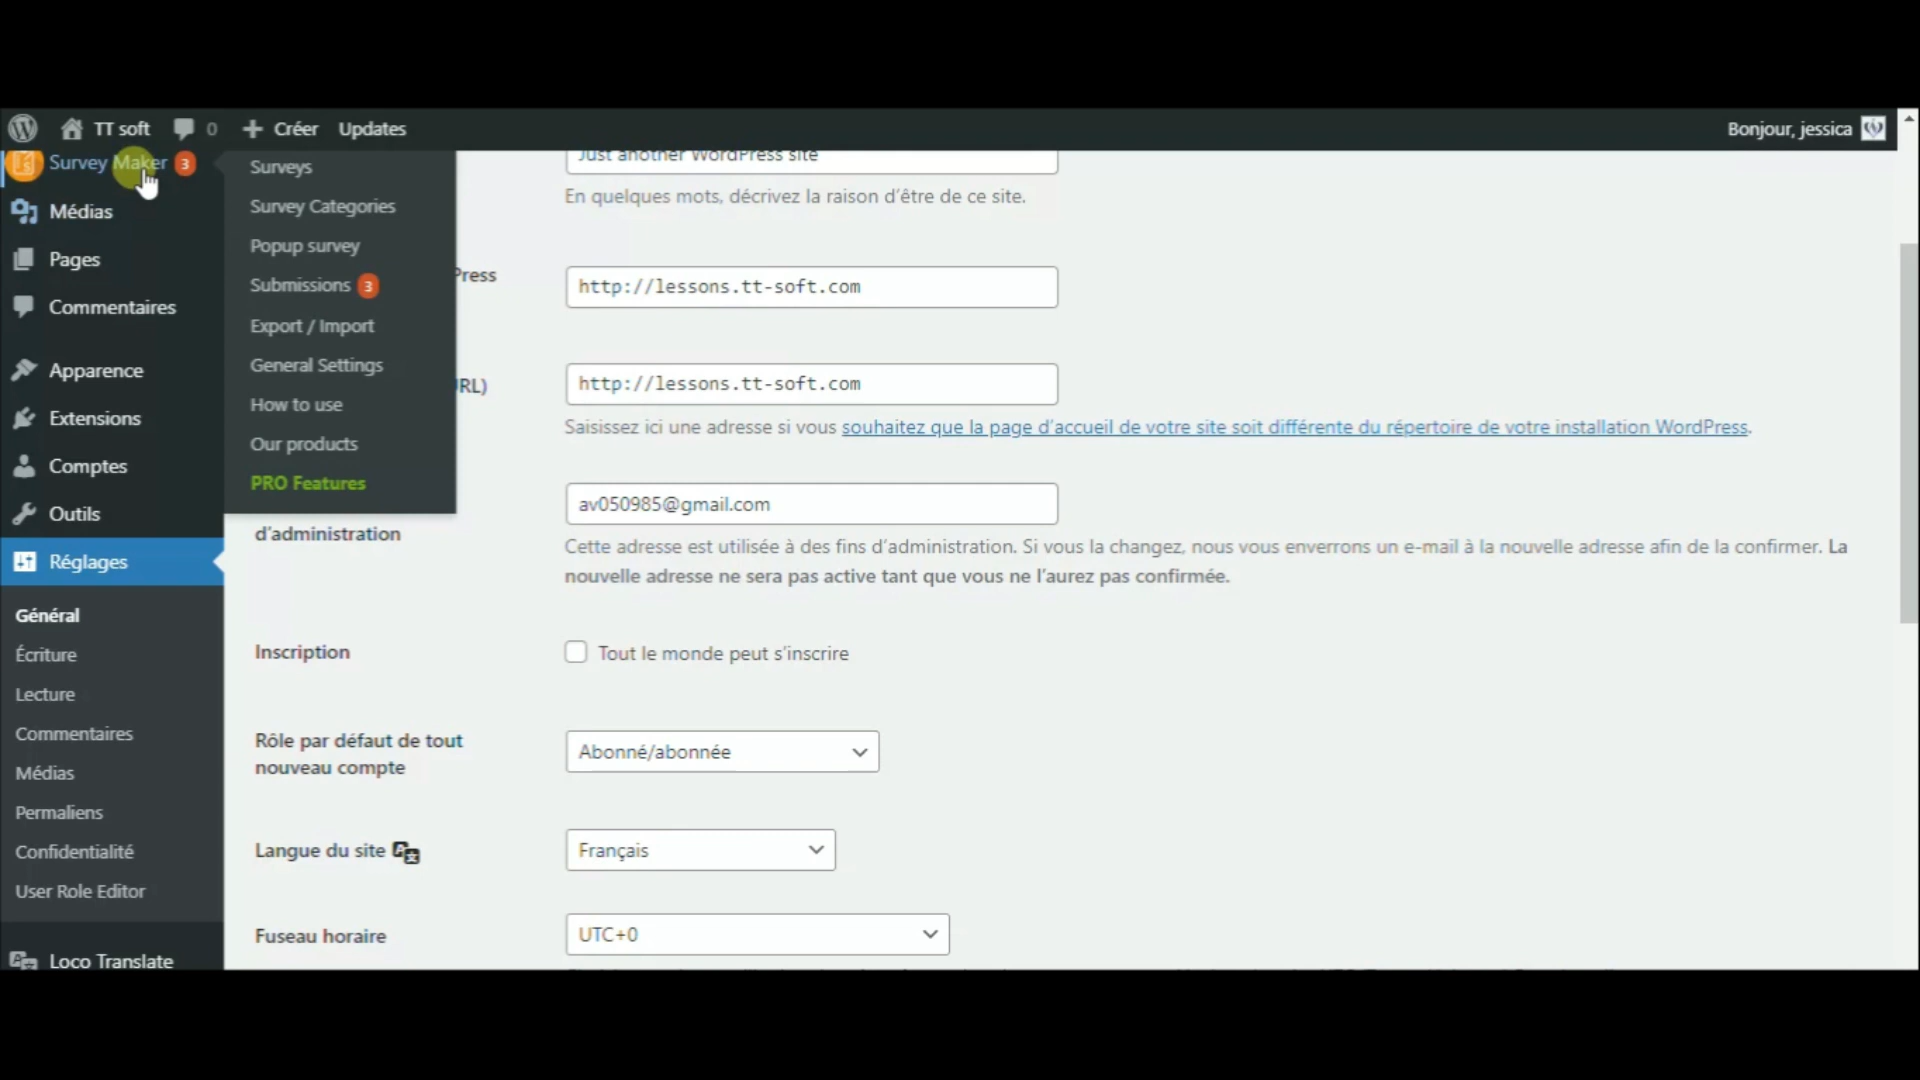 TT soft 0 Créer Updates Bonjour, jessica
Survey Maker 3
Médias
Pages
Commentaires
Apparence
Extensions
Comptes
Outils
Réglages
Général
Écriture
Lecture
Commentaires
Médias
Permaliens
Confidentialité
User Role Editor
Loco Translate
Surveys
Survey Categories
Popup survey
Submissions 3
Export / Import
General Settings
How to use
Our products
PRO Features
Just another WordPress site
En quelques mots, décrivez la raison d'être de ce site.
Press
http://lessons.tt-soft.com
RL)
http://lessons.tt-soft.com
Saisissez ici une adresse si vous souhaitez que la page d'accueil de votre site soit différente du répertoire de votre installation WordPress.
d'administration
av050985@gmail.com
Cette adresse est utilisée à des fins d'administration. Si vous la changez, nous vous enverrons un e-mail à la nouvelle adresse afin de la confirmer. La
nouvelle adresse ne sera pas active tant que vous ne l'aurez pas confirmée.
Inscription
Tout le monde peut s'inscrire
Rôle par défaut de tout
nouveau compte
Abonné/abonnée
Langue du site
Français
Fuseau horaire
UTC+0